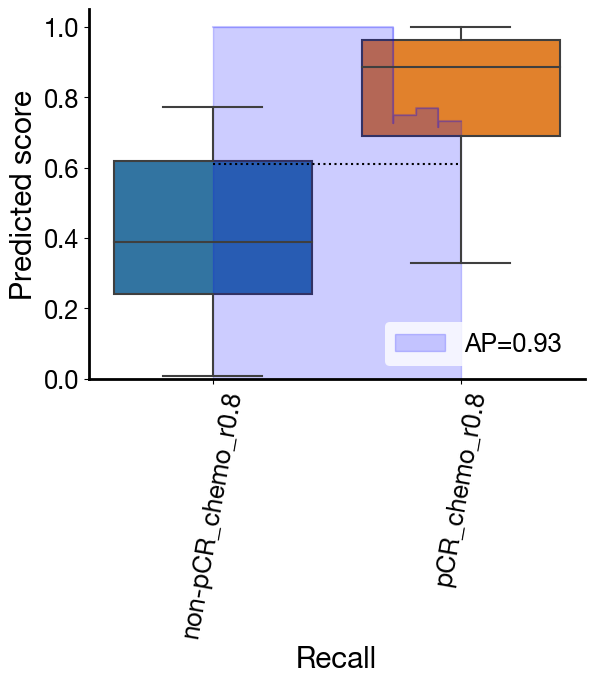 Predicted score
1.0
0.8
0.6
0.4
0.2
0.0
AP=0.93
non-pCR_chemo_r0.8
pCR_chemo_r0.8
Recall